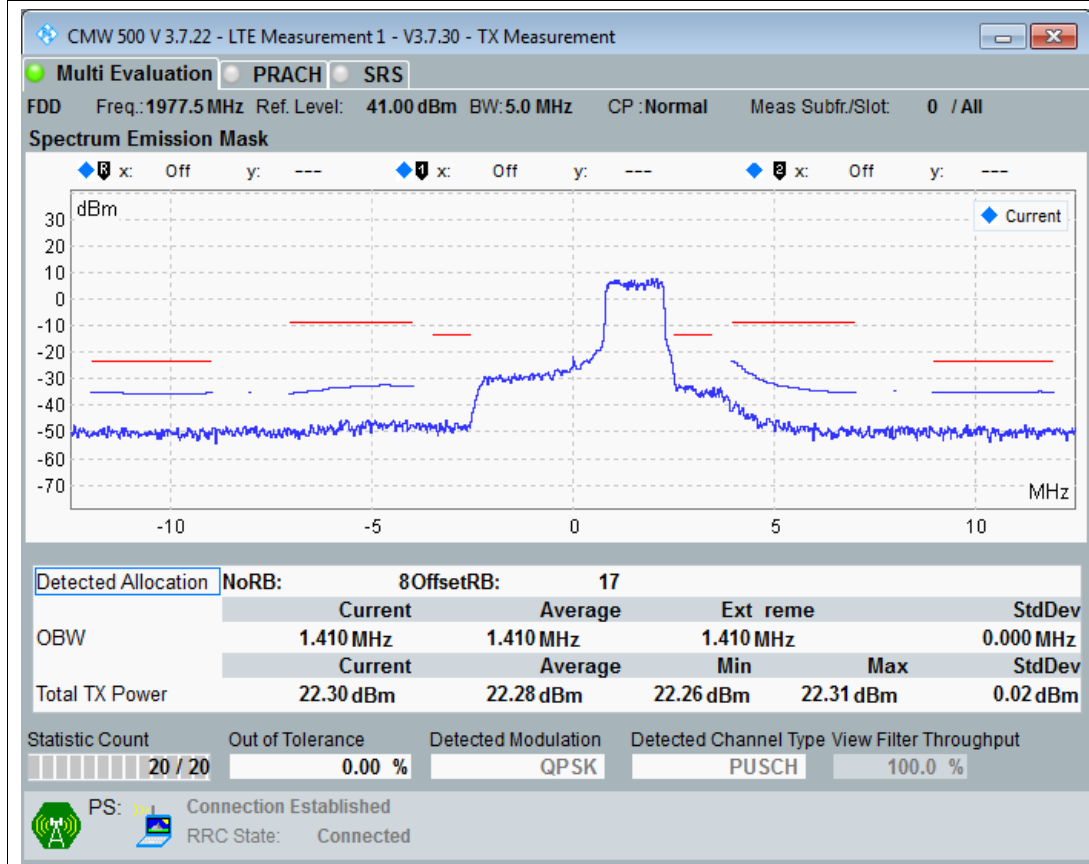 CMW 500 V 3.7.22 - LTE Measurement 1 - V3.7.30 - TX Measurement
Multi Evaluation PRACH SRS
FDD Freq.: 1977.5 MHz Ref. Level: 41.00 dBm BW: 5.0 MHz CP : Normal Meas Subfr./Slot: 0 / All
Spectrum Emission Mask
R x: Off y: --- 1 x: Off y: --- 2 x: Off y: ---
dBm
Current
30
20
10
0
-10
-20
-30
-40
-50
-60
-70
MHz
-10 -5 0 5 10
Detected Allocation NoRB: 8 OffsetRB: 17
Current Average Ext reme StdDev
OBW 1.410 MHz 1.410 MHz 1.410 MHz 0.000 MHz
Current Average Min Max StdDev
Total TX Power 22.30 dBm 22.28 dBm 22.26 dBm 22.31 dBm 0.02 dBm
Statistic Count Out of Tolerance Detected Modulation Detected Channel Type View Filter Throughput
20 / 20 0.00 % QPSK PUSCH 100.0 %
PS: Connection Established
RRC State: Connected